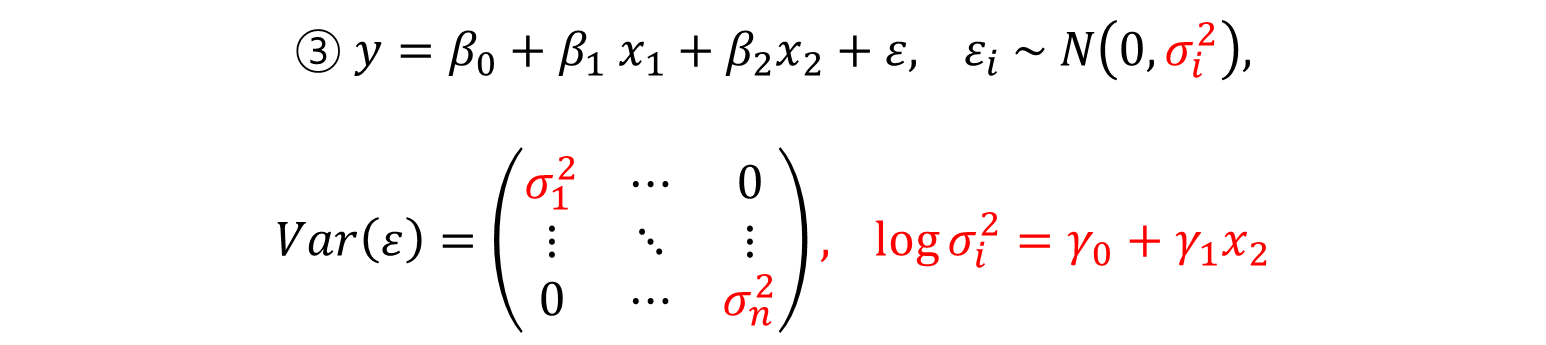 ③ y = β₀ + β₁ x₁ + β₂x₂ + ε, εᵢ ~ N(0, σᵢ²),
Var(ε) = (σ₁² ⋯ 0
⋮ ⋱ ⋮
0 ⋯ σₙ²), log σᵢ² = γ₀ + γ₁x₂